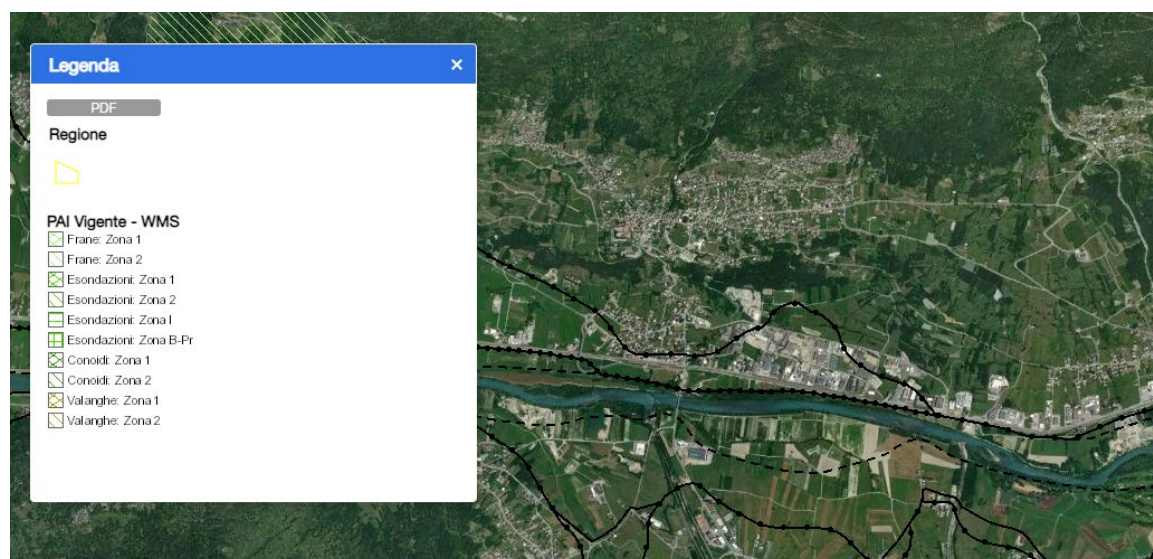 Legenda
×
PDF
Regione
PAI Vigente - WMS
Frane: Zona 1
Frane: Zona 2
Esondazioni: Zona 1
Esondazioni: Zona 2
Esondazioni: Zona I
Esondazioni: Zona B-Pr
Conoidi: Zona 1
Conoidi: Zona 2
Valanghe: Zona 1
Valanghe: Zona 2